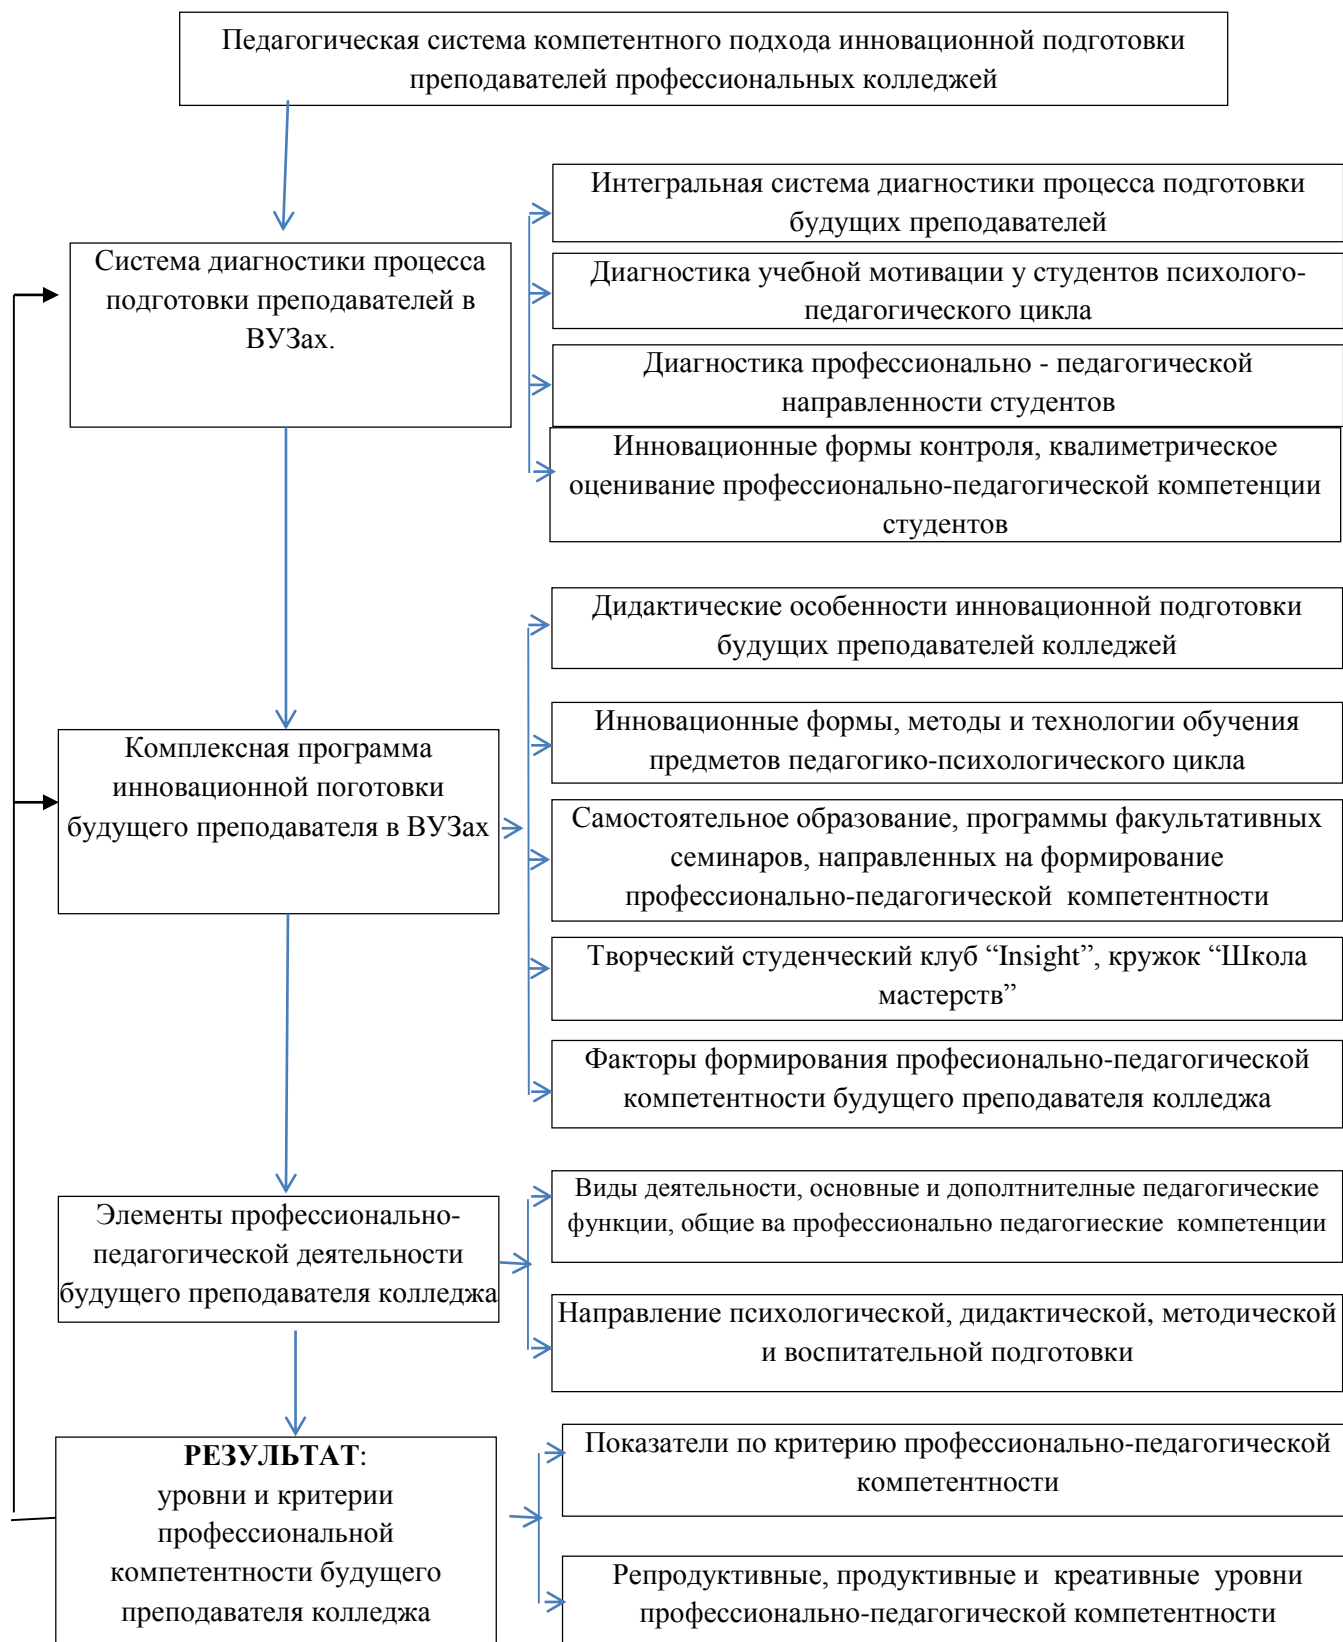 Педагогическая система компетентного подхода инновационной подготовки
преподавателей профессиональных колледжей
Система диагностики процесса
подготовки преподавателей в
ВУЗах.
Интегральная система диагностики процесса подготовки
будущих преподавателей
Диагностика учебной мотивации у студентов психолого-
педагогического цикла
Диагностика профессионально - педагогической
направленности студентов
Инновационные формы контроля, квалиметрическое
оценивание профессионально-педагогической компетенции
студентов
Комплексная программа
инновационной поготовки
будущего преподавателя в ВУЗах
Дидактические особенности инновационной подготовки
будущих преподавателей колледжей
Инновационные формы, методы и технологии обучения
предметов педагогико-психологического цикла
Самостоятельное образование, программы факультативных
семинаров, направленных на формирование
профессионально-педагогической компетентности
Творческий студенческий клуб “Insight”, кружок “Школа
мастерств”
Факторы формирования професионально-педагогической
компетентности будущего преподавателя колледжа
Элементы профессионально-
педагогической деятельности
будущего преподавателя колледжа
Виды деятельности, основные и дополтнителные педагогические
функции, общие ва профессионально педагогиеские компетенции
Направление психологической, дидактической, методической
и воспитательной подготовки
РЕЗУЛЬТАТ:
уровни и критерии
профессиональной
компетентности будущего
преподавателя колледжа
Показатели по критерию профессионально-педагогической
компетентности
Репродуктивные, продуктивные и креативные уровни
профессионально-педагогической компетентности